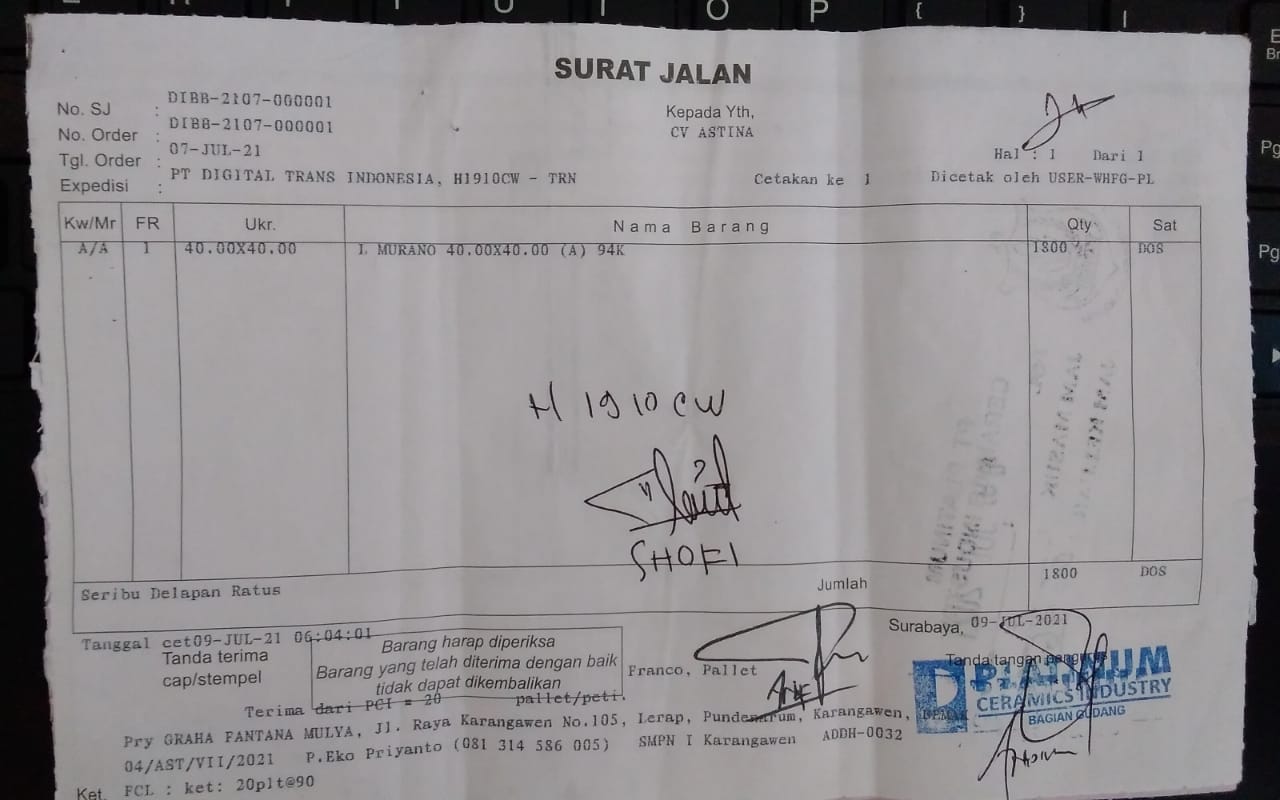 SURAT JALAN
No. SJ : DIBB-2107-000001
No. Order : DIBB-2107-000001
Tgl. Order : 07-JUL-21
Expedisi : PT DIGITAL TRANS INDONESIA, H1910CW - TRN
Kepada Yth,
CV ASTINA
Hal : 1 Dari 1
Cetakan ke 1 Dicetak oleh USER-WHFG-PL
Kw/Mr FR Ukr. Nama Barang Qty Sat
A/A 1 40.00X40.00 I. MURANO 40.00X40.00 (A) 94K 1800 DOS
H 1910 CW
SHOFI
Jumlah 1800 DOS
Seribu Delapan Ratus
Tanggal cet09-JUL-21 06:04:01
Tanda terima
cap/stempel
Barang harap diperiksa
Barang yang telah diterima dengan baik
tidak dapat dikembalikan
Franco, Pallet
Surabaya, 09-JUL-2021
Tanda tangan
PLATINUM
CERAMICS INDUSTRY
BAGIAN GUDANG
Terima dari PCI = 20 pallet/peti.
Pry GRAHA FANTANA MULYA, Jl. Raya Karangawen No.105, Lerap, Pundenarum, Karangawen, DEMAK
04/AST/VII/2021 P.Eko Priyanto (081 314 586 005) SMPN I Karangawen ADDH-0032
Ket. FCL : ket: 20plt@90